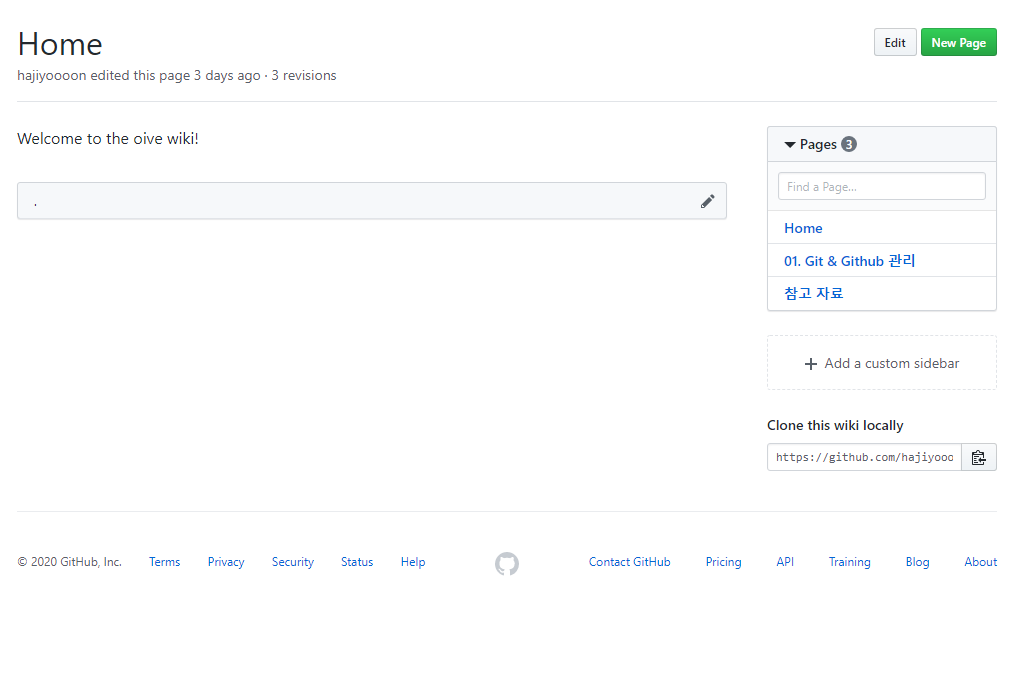 Home
Edit
New Page
hajiyoooon edited this page 3 days ago · 3 revisions
Welcome to the oive wiki!
.
Pages 3
Find a Page...
Home
01. Git & Github 관리
참고 자료
Add a custom sidebar
Clone this wiki locally
https://github.com/hajiyooo
© 2020 GitHub, Inc. Terms Privacy Security Status Help Contact GitHub Pricing API Training Blog About